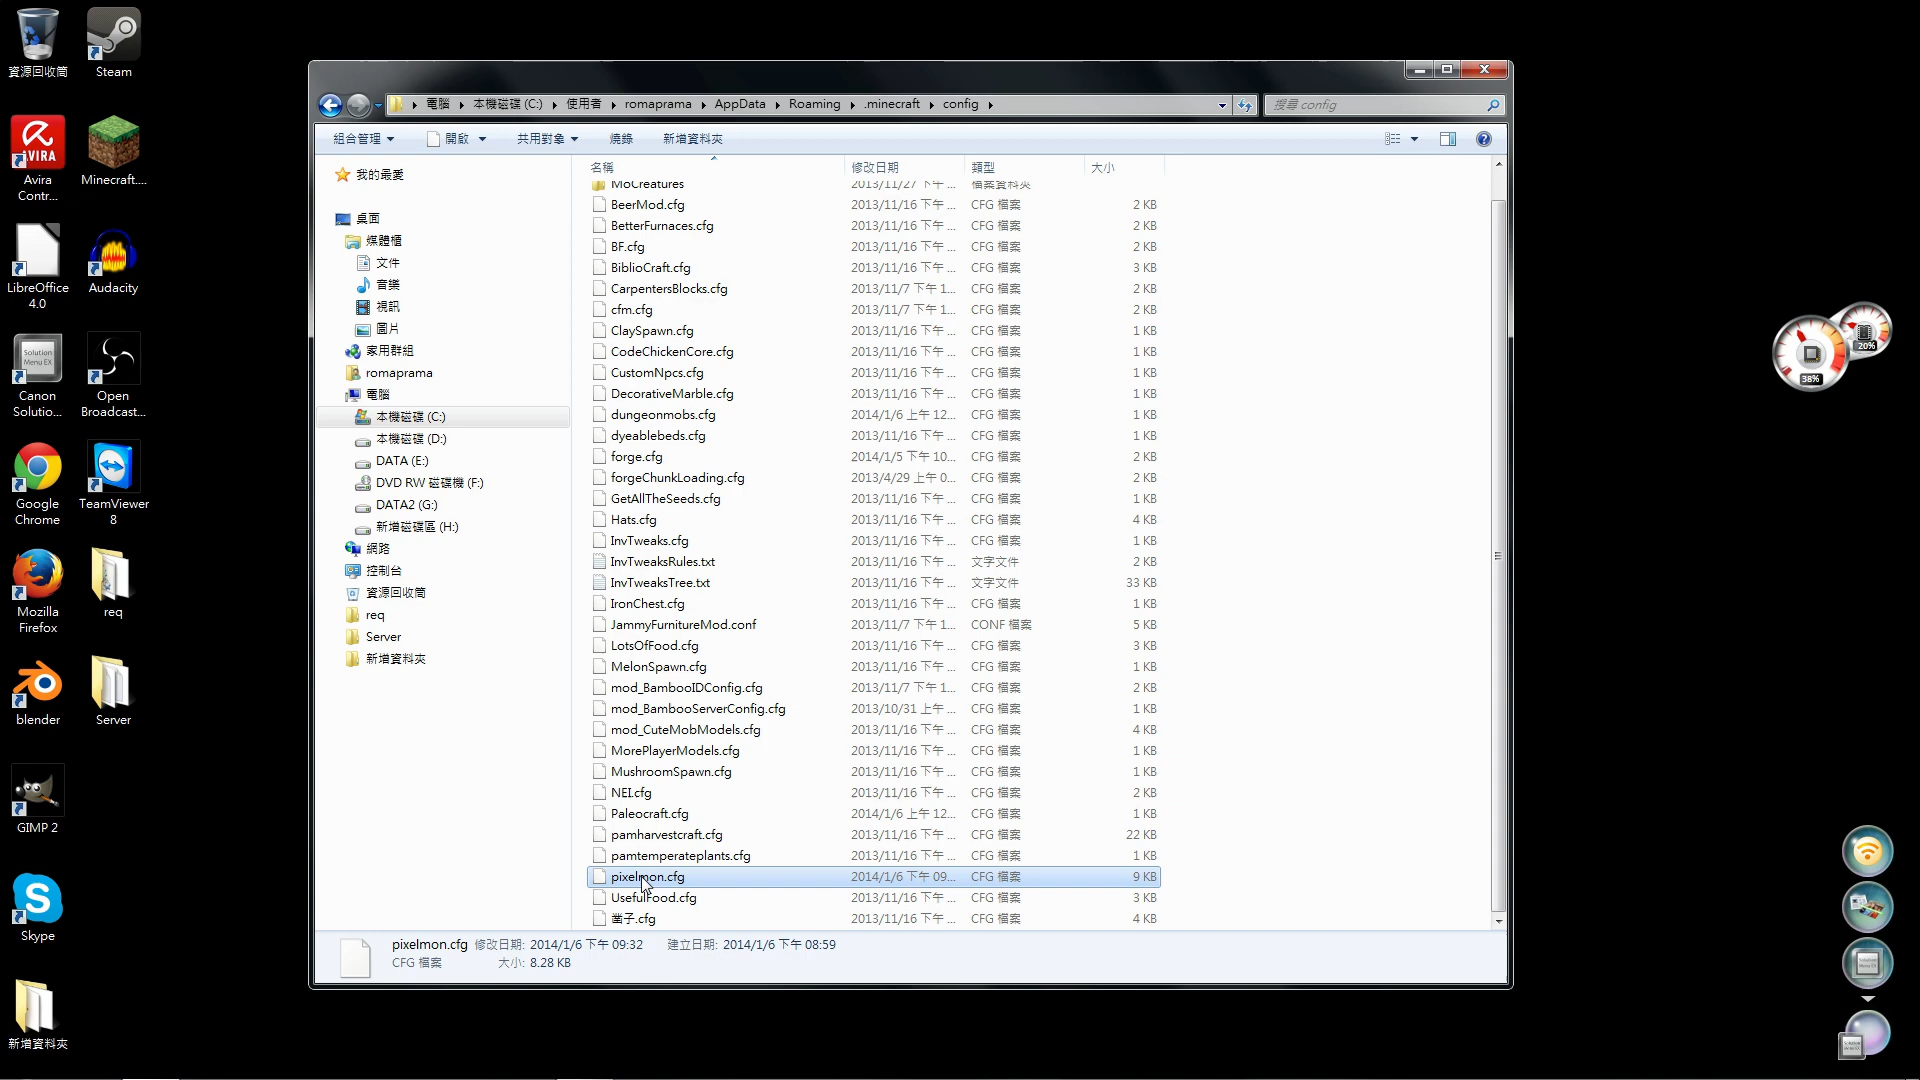 資源回收筒
Steam
Avira
Contr...
Minecraft....
AVIRA
LibreOffice
4.0
Audacity
Solution
Menu EX
Canon
Solutio...
Open
Broadcast...
Google
Chrome
TeamViewer
8
Mozilla
Firefox
req
blender
Server
GIMP 2
Skype
新增資料夾
電腦
本機磁碟 (C:)
使用者
romaprama
AppData
Roaming
.minecraft
config
搜尋 config
組合管理
開啟
共用對象
燒錄
新增資料夾
我的最愛
桌面
媒體櫃
文件
音樂
視訊
圖片
家用群組
romaprama
電腦
本機磁碟 (C:)
本機磁碟 (D:)
DATA (E:)
DVD RW 磁碟機 (F:)
DATA2 (G:)
新增磁碟區 (H:)
網路
控制台
資源回收筒
req
Server
新增資料夾
名稱 修改日期 類型 大小
MoCreatures 2013/11/27 下午 ... 檔案資料夾
BeerMod.cfg 2013/11/16 下午 ... CFG 檔案 2 KB
BetterFurnaces.cfg 2013/11/16 下午 ... CFG 檔案 2 KB
BF.cfg 2013/11/16 下午 ... CFG 檔案 2 KB
BiblioCraft.cfg 2013/11/16 下午 ... CFG 檔案 3 KB
CarpentersBlocks.cfg 2013/11/7 下午 1... CFG 檔案 2 KB
cfm.cfg 2013/11/7 下午 1... CFG 檔案 2 KB
ClaySpawn.cfg 2013/11/16 下午 ... CFG 檔案 1 KB
CodeChickenCore.cfg 2013/11/16 下午 ... CFG 檔案 1 KB
CustomNpcs.cfg 2013/11/16 下午 ... CFG 檔案 1 KB
DecorativeMarble.cfg 2013/11/16 下午 ... CFG 檔案 1 KB
dungeonmobs.cfg 2014/1/6 上午 12... CFG 檔案 1 KB
dyeablebeds.cfg 2013/11/16 下午 ... CFG 檔案 1 KB
forge.cfg 2014/1/5 下午 10... CFG 檔案 2 KB
forgeChunkLoading.cfg 2013/4/29 上午 0... CFG 檔案 2 KB
GetAllTheSeeds.cfg 2013/11/16 下午 ... CFG 檔案 1 KB
Hats.cfg 2013/11/16 下午 ... CFG 檔案 4 KB
InvTweaks.cfg 2013/11/16 下午 ... CFG 檔案 1 KB
InvTweaksRules.txt 2013/11/16 下午 ... 文字文件 2 KB
InvTweaksTree.txt 2013/11/16 下午 ... 文字文件 33 KB
IronChest.cfg 2013/11/16 下午 ... CFG 檔案 1 KB
JammyFurnitureMod.conf 2013/11/7 下午 1... CONF 檔案 5 KB
LotsOfFood.cfg 2013/11/16 下午 ... CFG 檔案 3 KB
MelonSpawn.cfg 2013/11/16 下午 ... CFG 檔案 1 KB
mod_BambooIDConfig.cfg 2013/11/7 下午 1... CFG 檔案 2 KB
mod_BambooServerConfig.cfg 2013/10/31 上午 ... CFG 檔案 1 KB
mod_CuteMobModels.cfg 2013/11/16 下午 ... CFG 檔案 4 KB
MorePlayerModels.cfg 2013/11/16 下午 ... CFG 檔案 1 KB
MushroomSpawn.cfg 2013/11/16 下午 ... CFG 檔案 1 KB
NEI.cfg 2013/11/16 下午 ... CFG 檔案 2 KB
Paleocraft.cfg 2014/1/6 上午 12... CFG 檔案 1 KB
pamharvestcraft.cfg 2013/11/16 下午 ... CFG 檔案 22 KB
pamtemperateplants.cfg 2013/11/16 下午 ... CFG 檔案 1 KB
pixelmon.cfg 2014/1/6 下午 09... CFG 檔案 9 KB
UsefulFood.cfg 2013/11/16 下午 ... CFG 檔案 3 KB
凿子.cfg 2013/11/16 下午 ... CFG 檔案 4 KB
pixelmon.cfg 修改日期: 2014/1/6 下午 09:32 建立日期: 2014/1/6 下午 08:59
CFG 檔案 大小: 8.28 KB
20%
38%